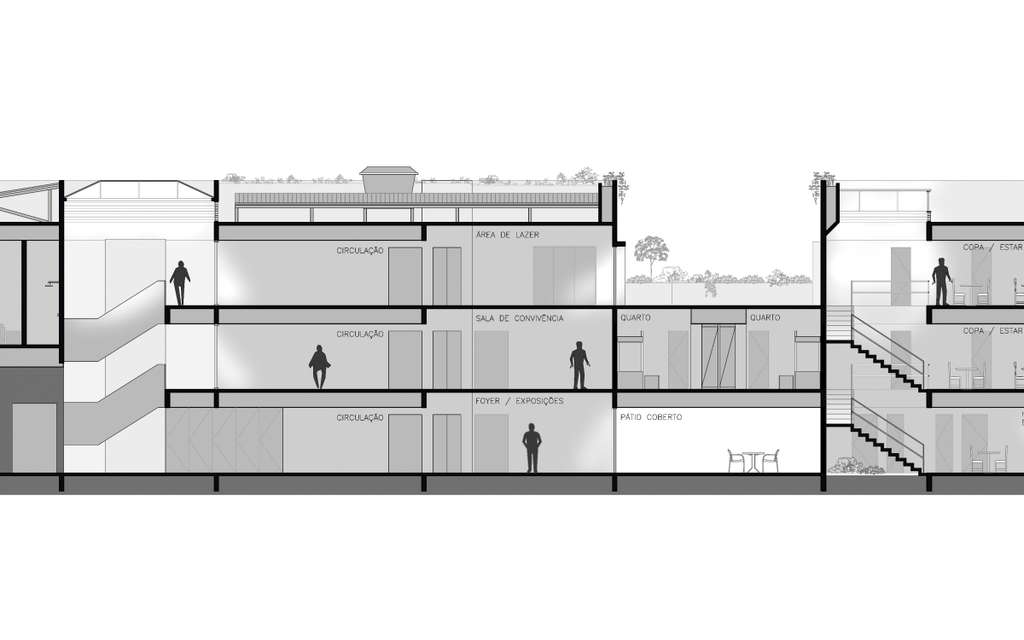 ÁREA DE LAZER
CIRCULAÇÃO
COPA / ESTAR
SALA DE CONVIVÊNCIA
QUARTO
QUARTO
CIRCULAÇÃO
COPA / ESTAR
FOYER / EXPOSIÇÕES
CIRCULAÇÃO
PÁTIO COBERTO